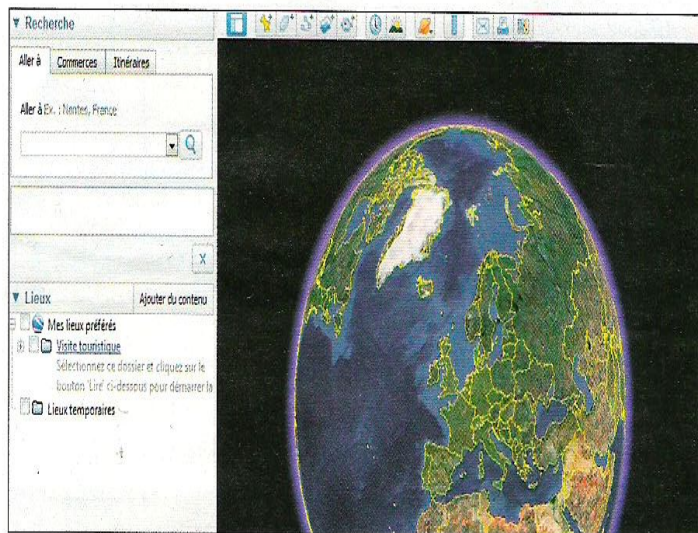 Recherche
Aller à
Commerces
Itinéraires
Aller à Ex. : Nantes, France
Lieux
Ajouter du contenu
Mes lieux préférés
Visite touristique
Sélectionnez ce dossier et cliquez sur le
bouton 'Lire' ci-dessous pour démarrer la
Lieux temporaires